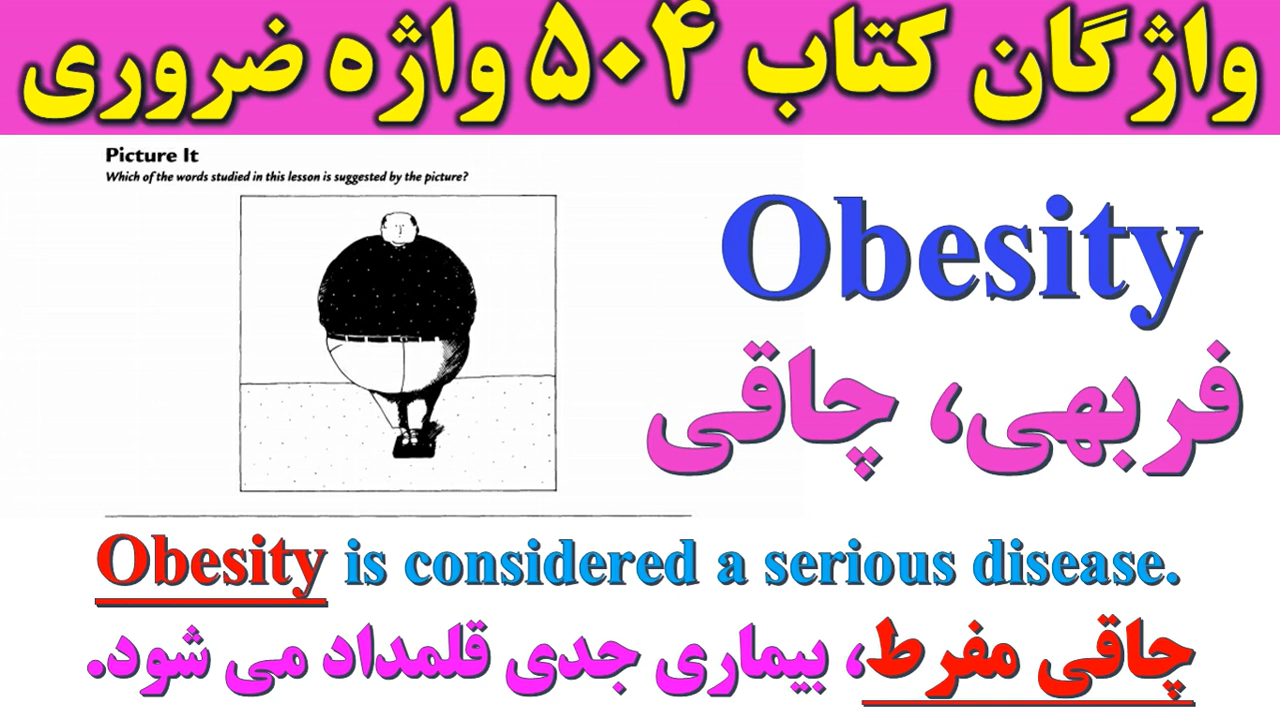 واژگان کتاب ۵۰۴ واژه ضروری
Picture It
Which of the words studied in this lesson is suggested by the picture?
Obesity
فربهی، چاقی
Obesity is considered a serious disease.
چاقی مفرط، بیماری جدی قلمداد می شود.